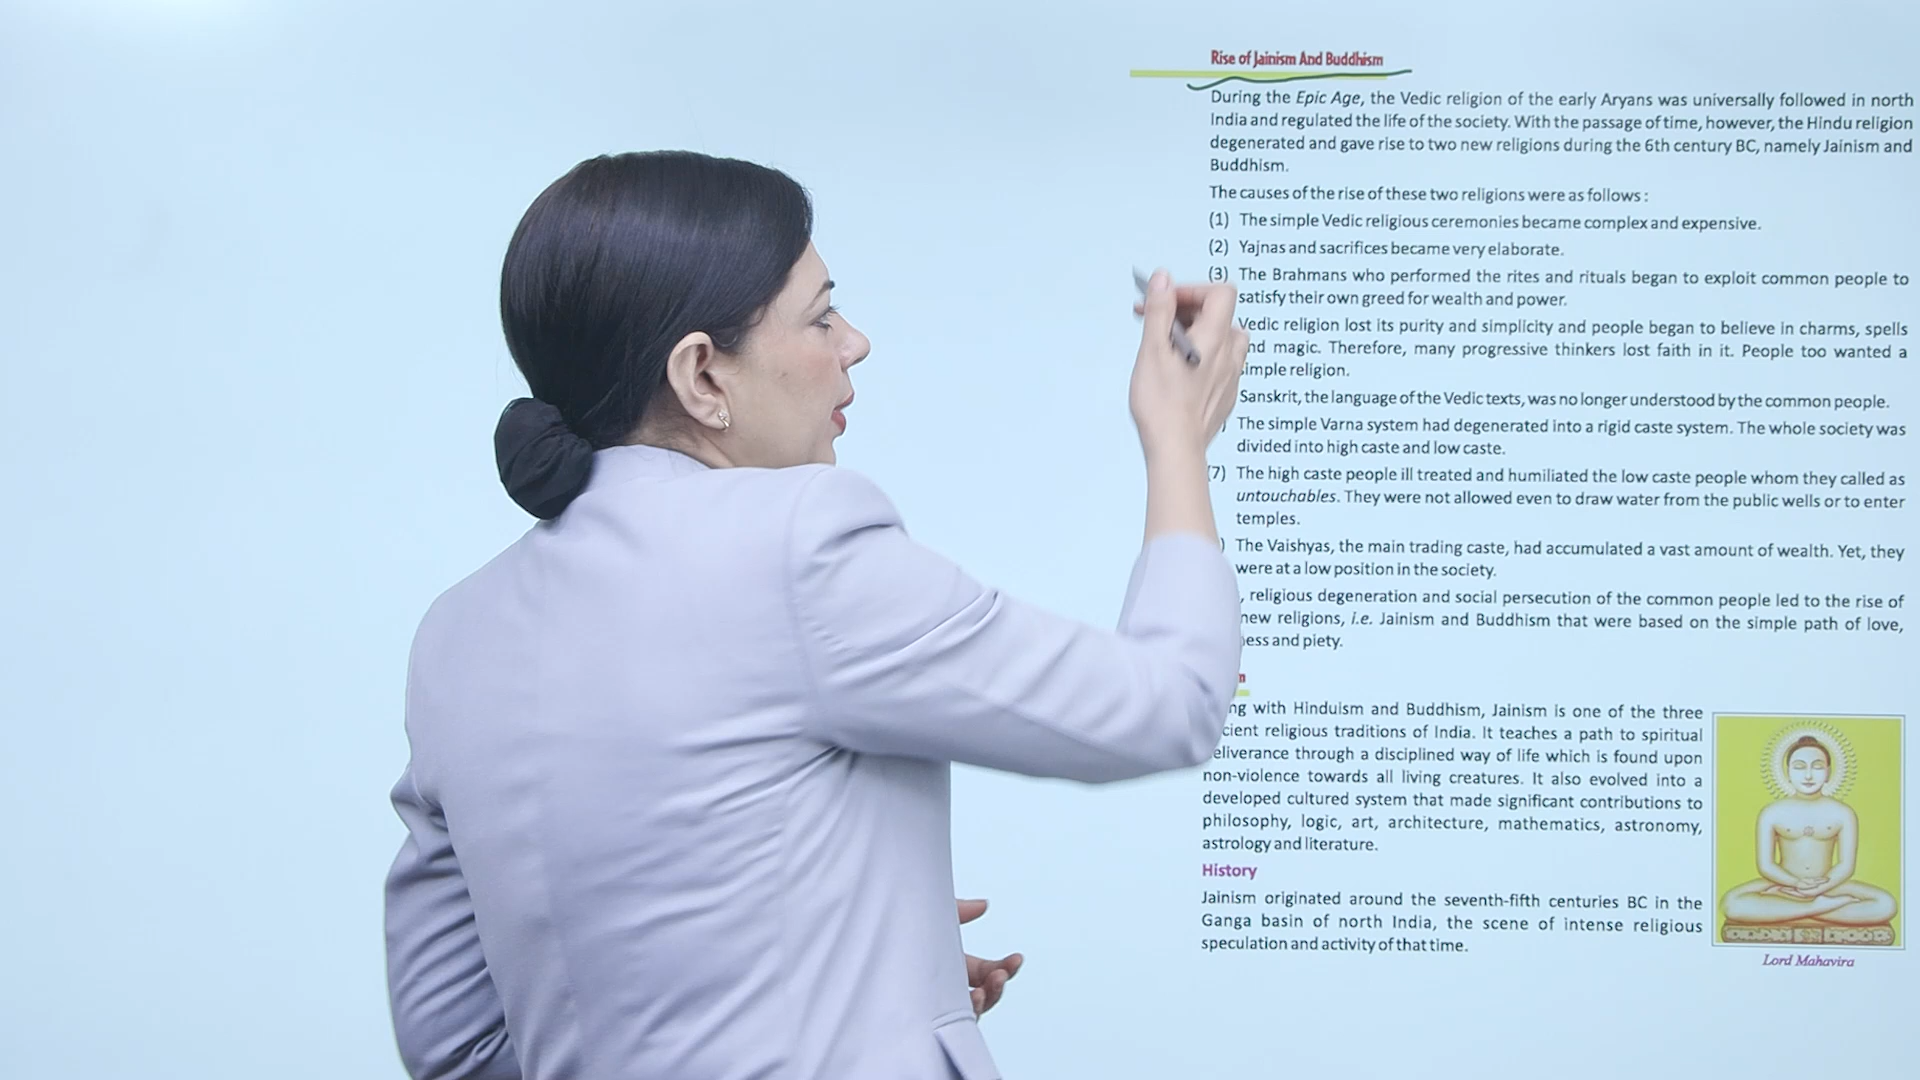 Rise of Jainism And Buddhism
During the Epic Age, the Vedic religion of the early Aryans was universally followed in north
India and regulated the life of the society. With the passage of time, however, the Hindu religion
degenerated and gave rise to two new religions during the 6th century BC, namely Jainism and
Buddhism.
The causes of the rise of these two religions were as follows :
(1) The simple Vedic religious ceremonies became complex and expensive.
(2) Yajnas and sacrifices became very elaborate.
(3) The Brahmans who performed the rites and rituals began to exploit common people to
satisfy their own greed for wealth and power.
Vedic religion lost its purity and simplicity and people began to believe in charms, spells
magic. Therefore, many progressive thinkers lost faith in it. People too wanted a
religion.
Sanskrit, the language of the Vedic texts, was no longer understood by the common people.
The simple Varna system had degenerated into a rigid caste system. The whole society was
divided into high caste and low caste.
7) The high caste people ill treated and humiliated the low caste people whom they called as
untouchables. They were not allowed even to draw water from the public wells or to enter
temples.
) The Vaishyas, the main trading caste, had accumulated a vast amount of wealth. Yet, they
were at a low position in the society.
, religious degeneration and social persecution of the common people led to the rise of
new religions, i.e. Jainism and Buddhism that were based on the simple path of love,
and piety.
with Hinduism and Buddhism, Jainism is one of the three
religious traditions of India. It teaches a path to spiritual
through a disciplined way of life which is found upon
non-violence towards all living creatures. It also evolved into a
developed cultured system that made significant contributions to
philosophy, logic, art, architecture, mathematics, astronomy,
astrology and literature.
History
Jainism originated around the seventh-fifth centuries BC in the
Ganga basin of north India, the scene of intense religious
speculation and activity of that time.
Lord Mahavira